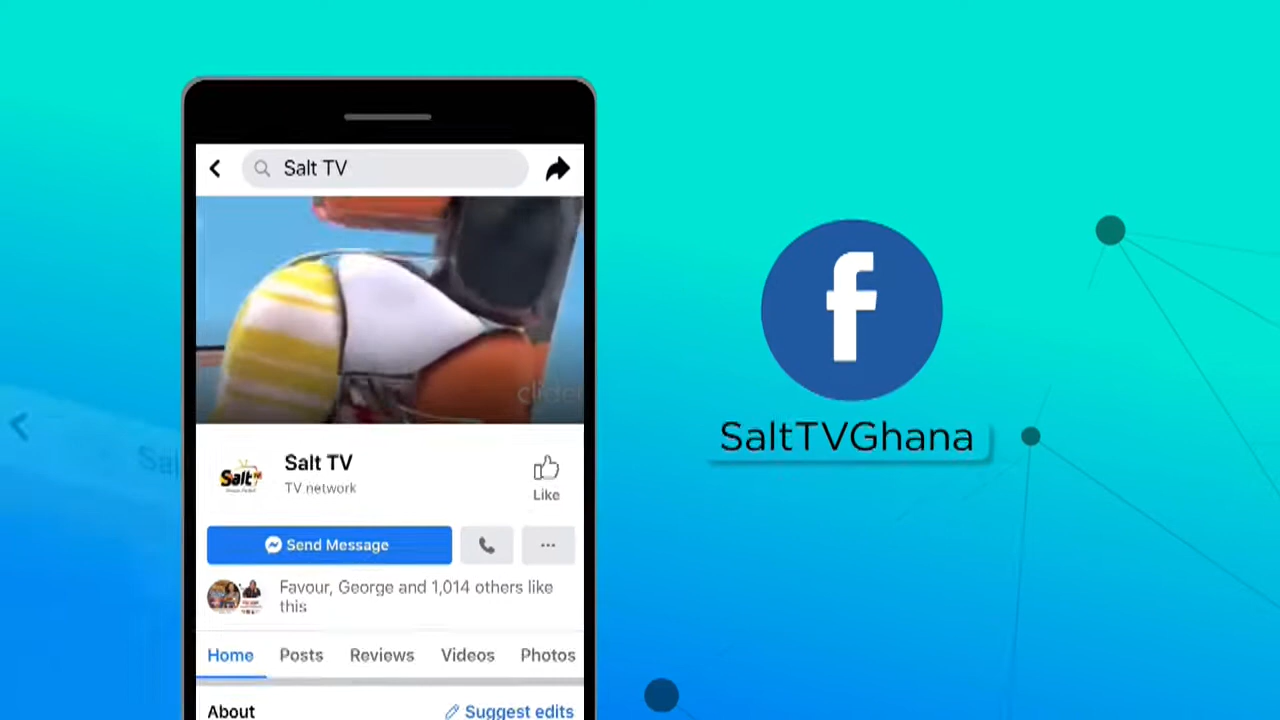 Salt TV
Salt TV
TV network
Like
Send Message
Favour, George and 1,014 others like
this
Home Posts Reviews Videos Photos
About Suggest edits
f
SaltTVGhana
Salt